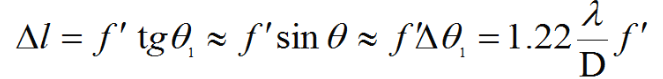 Δl = f′ tgθ₁ ≈ f′sin θ ≈ f′Δθ₁ = 1.22 λ/D f′